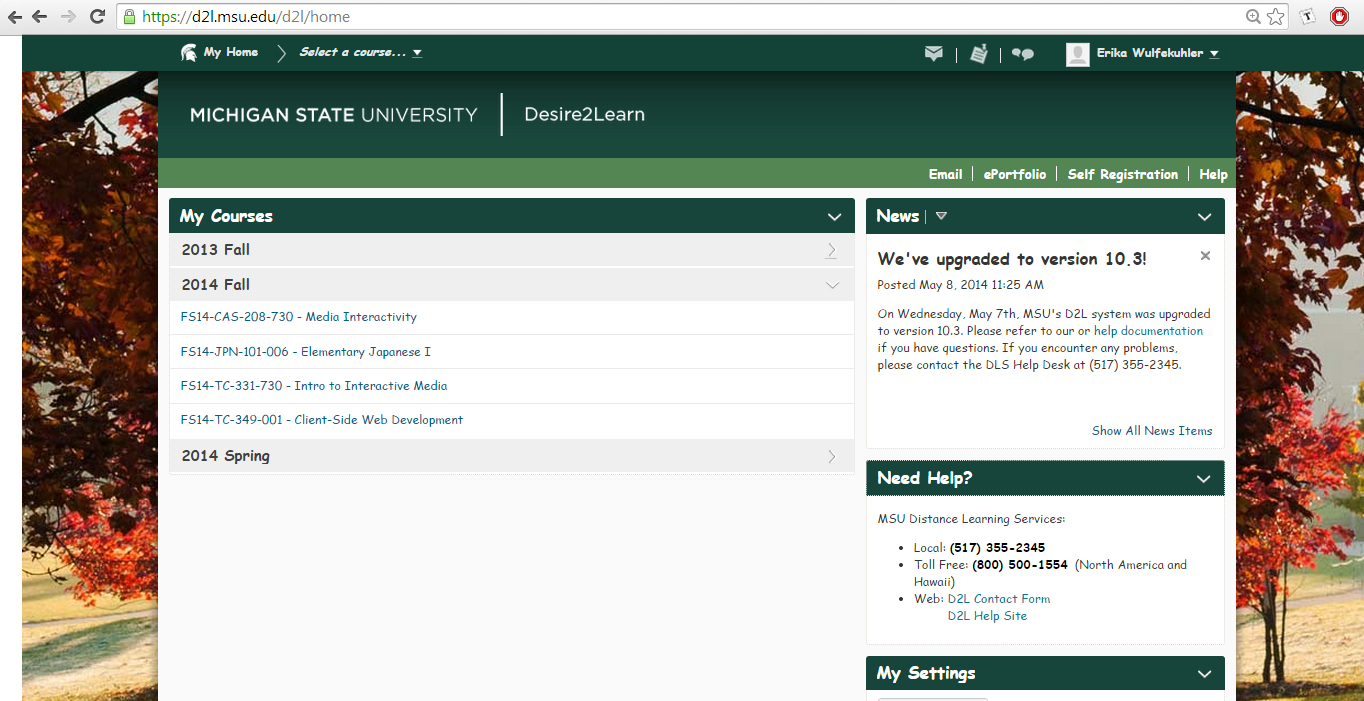 https://d2l.msu.edu/d2l/home
My Home
Select a course...
Erika Wulfekuhler
MICHIGAN STATE UNIVERSITY
Desire2Learn
Email
ePortfolio
Self Registration
Help
My Courses
2013 Fall
2014 Fall
FS14-CAS-208-730 - Media Interactivity
FS14-JPN-101-006 - Elementary Japanese I
FS14-TC-331-730 - Intro to Interactive Media
FS14-TC-349-001 - Client-Side Web Development
2014 Spring
News
We've upgraded to version 10.3!
Posted May 8, 2014 11:25 AM
On Wednesday, May 7th, MSU's D2L system was upgraded
to version 10.3. Please refer to our or help documentation
if you have questions. If you encounter any problems,
please contact the DLS Help Desk at (517) 355-2345.
Show All News Items
Need Help?
MSU Distance Learning Services:
• Local: (517) 355-2345
• Toll Free: (800) 500-1554 (North America and
Hawaii)
• Web: D2L Contact Form
D2L Help Site
My Settings